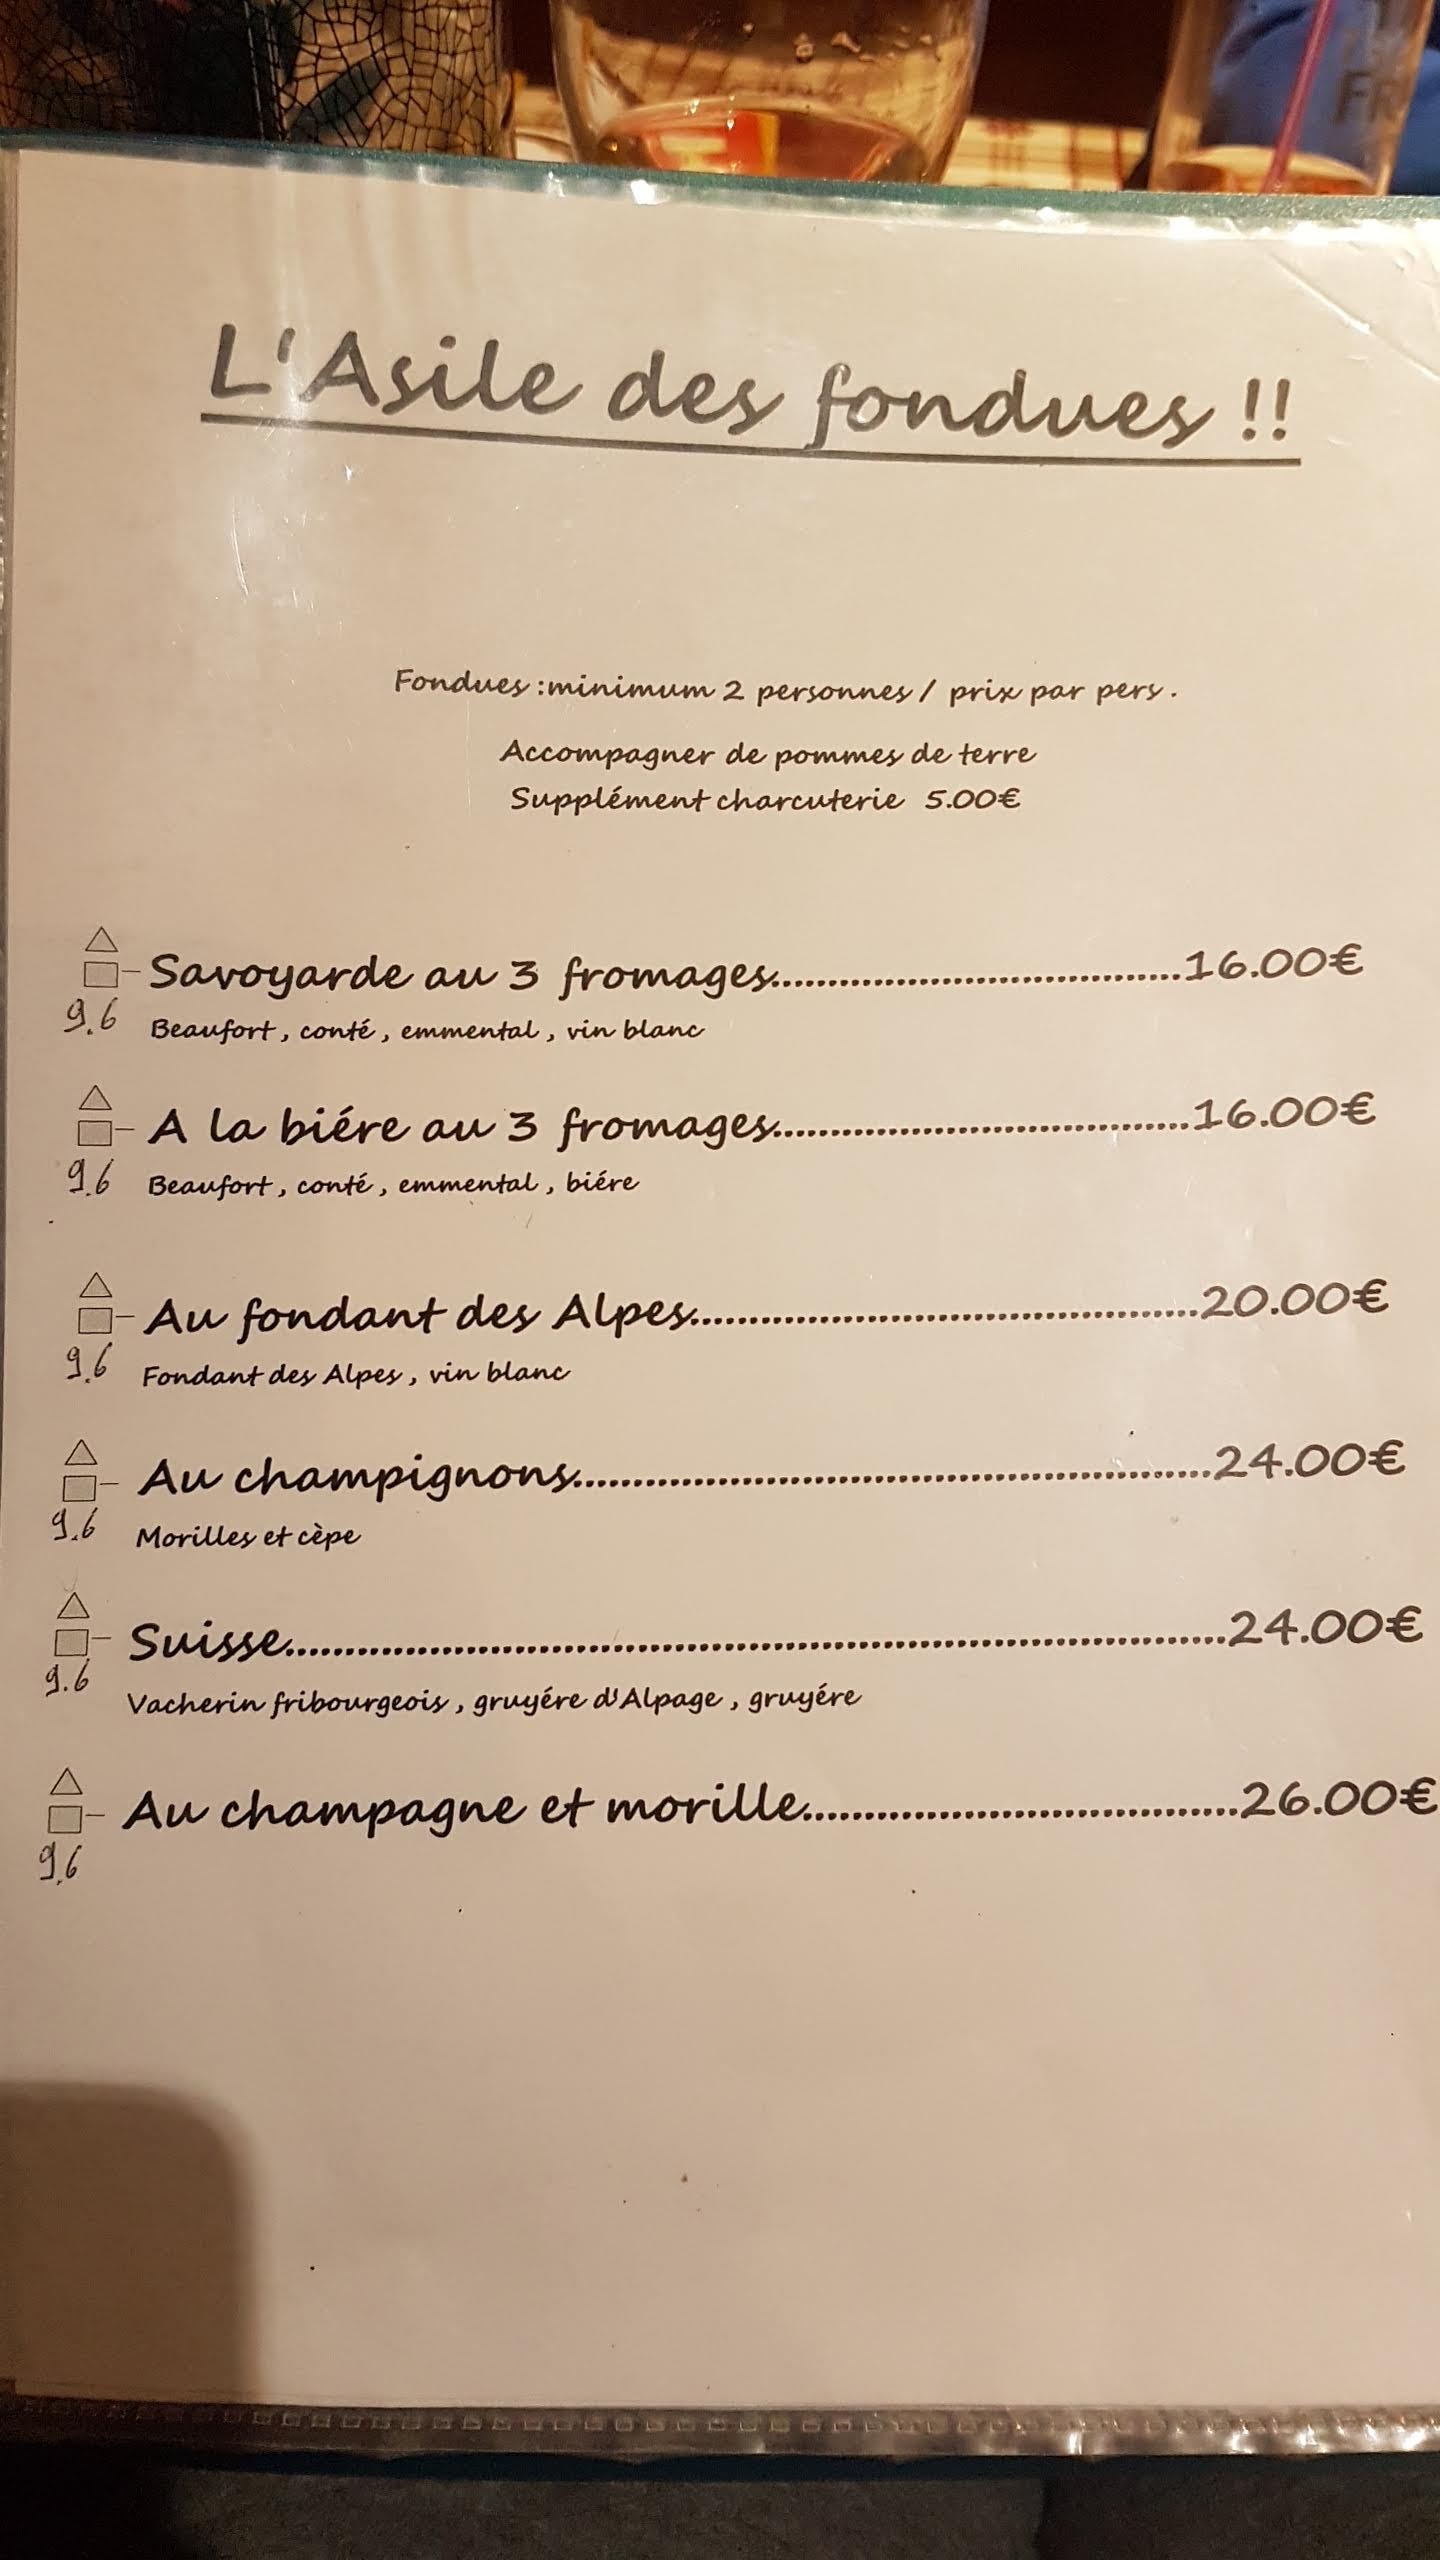 L'Asile des fondues !!
Fondues :minimum 2 personnes / prix par pers .
Accompagner de pommes de terre
Supplément charcuterie 5.00€
Savoyarde au 3 fromages.......................................16.00€
9.6 Beaufort , conté , emmental , vin blanc
A la biére au 3 fromages.......................................16.00€
9.6 Beaufort , conté , emmental , biére
Au fondant des Alpes...............................................20.00€
9.6 Fondant des Alpes , vin blanc
Au champignons.........................................................24.00€
9.6 Morilles et cèpe
Suisse.................................................................................24.00€
9.6 Vacherin fribourgeois , gruyére d'Alpage , gruyére
Au champagne et morille.....................................26.00€
9.6